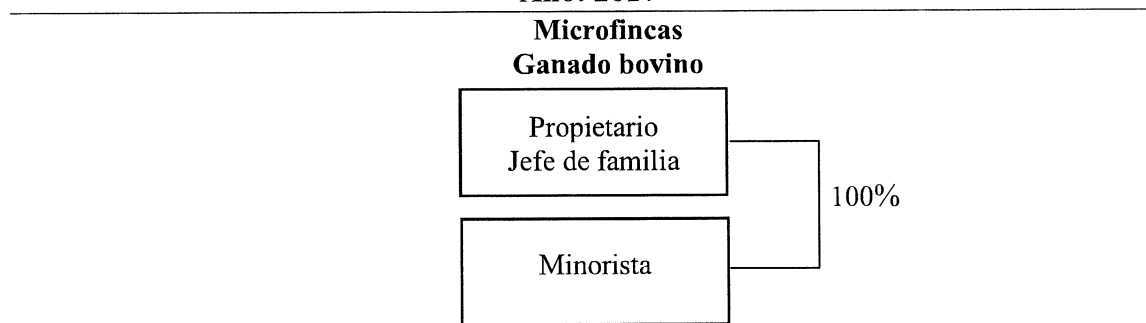 Microfincas
Ganado bovino
Propietario
Jefe de familia
100%
Minorista